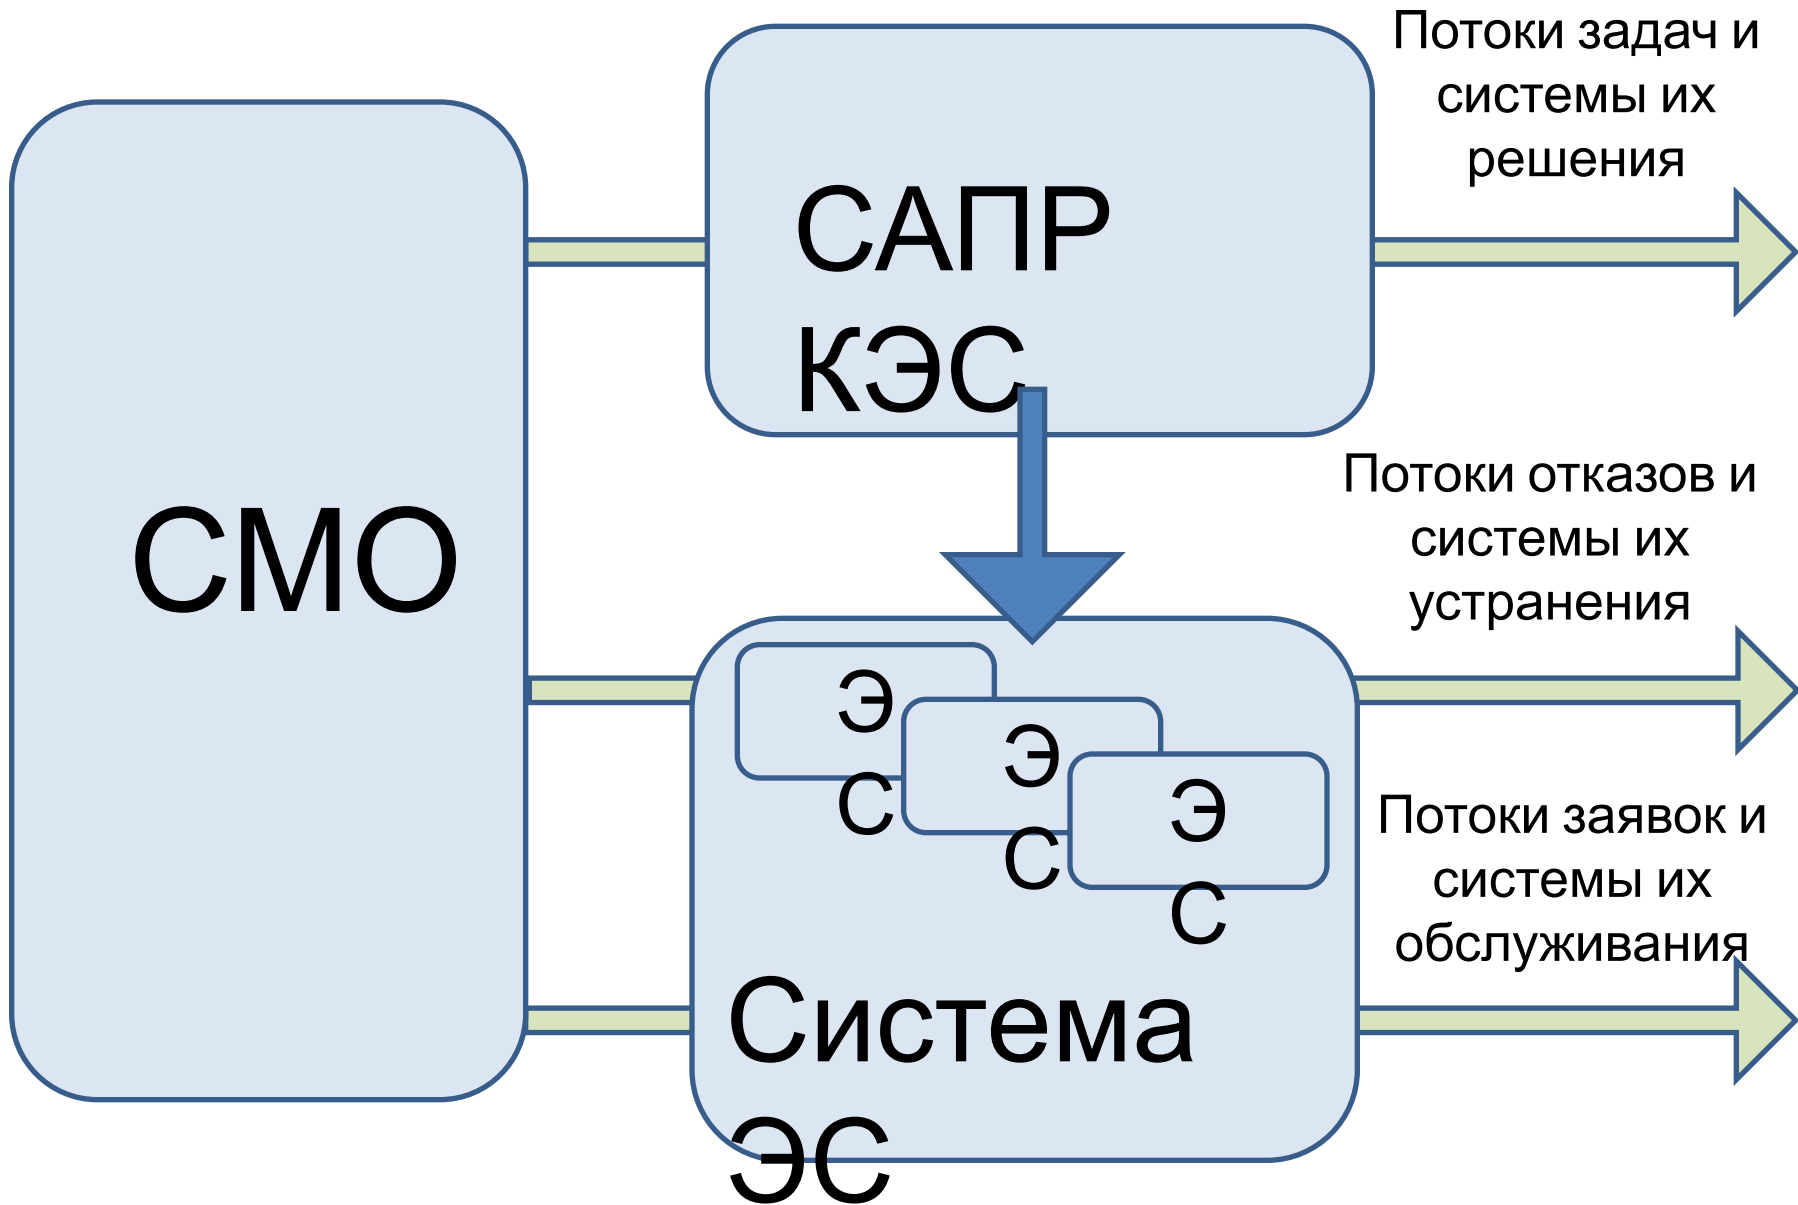 СМО
САПР
КЭС
Потоки задач и
системы их
решения
Потоки отказов и
системы их
устранения
Э
С
Э
С
Э
С
Система
ЭС
Потоки заявок и
системы их
обслуживания